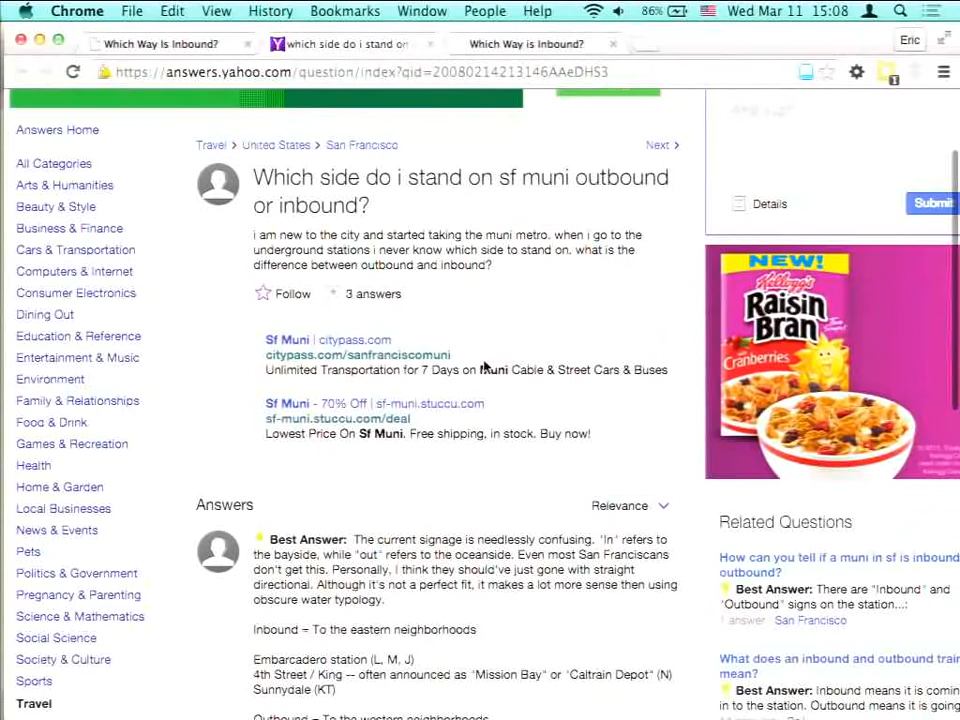 Chrome File Edit View History Bookmarks Window People Help 86% Wed Mar 11 15:08
Which Way Is Inbound? × which side do i stand on × Which Way is Inbound? × Eric
https://answers.yahoo.com/question/index?qid=20080214213146AAeDHS3
Answers Home
All Categories
Arts & Humanities
Beauty & Style
Business & Finance
Cars & Transportation
Computers & Internet
Consumer Electronics
Dining Out
Education & Reference
Entertainment & Music
Environment
Family & Relationships
Food & Drink
Games & Recreation
Health
Home & Garden
Local Businesses
News & Events
Pets
Politics & Government
Pregnancy & Parenting
Science & Mathematics
Social Science
Society & Culture
Sports
Travel
Travel > United States > San Francisco Next >
Which side do i stand on sf muni outbound
or inbound?
i am new to the city and started taking the muni metro. when i go to the
underground stations i never know which side to stand on. what is the
difference between outbound and inbound?
Follow 3 answers
Sf Muni | citypass.com
citypass.com/sanfranciscomuni
Unlimited Transportation for 7 Days on Muni Cable & Street Cars & Buses
Sf Muni - 70% Off | sf-muni.stuccu.com
sf-muni.stuccu.com/deal
Lowest Price On Sf Muni. Free shipping, in stock. Buy now!
Answers Relevance
Best Answer: The current signage is needlessly confusing. 'In' refers to
the bayside, while "out" refers to the oceanside. Even most San Franciscans
don't get this. Personally, I think they should've just gone with straight
directional. Although it's not a perfect fit, it makes a lot more sense then using
obscure water typology.
Inbound = To the eastern neighborhoods
Embarcadero station (L, M, J)
4th Street / King -- often announced as 'Mission Bay" or 'Caltrain Depot" (N)
Sunnydale (KT)
Outbound = To the western neighborhoods
Details Submit
NEW!
Kellogg's
Raisin
Bran
Cranberries
Related Questions
How can you tell if a muni in sf is inbound
outbound?
Best Answer: There are "Inbound" and
"Outbound" signs on the station...:
1 answer San Francisco
What does an inbound and outbound train
mean?
Best Answer: Inbound means it is coming
in to the station. Outbound means it is going